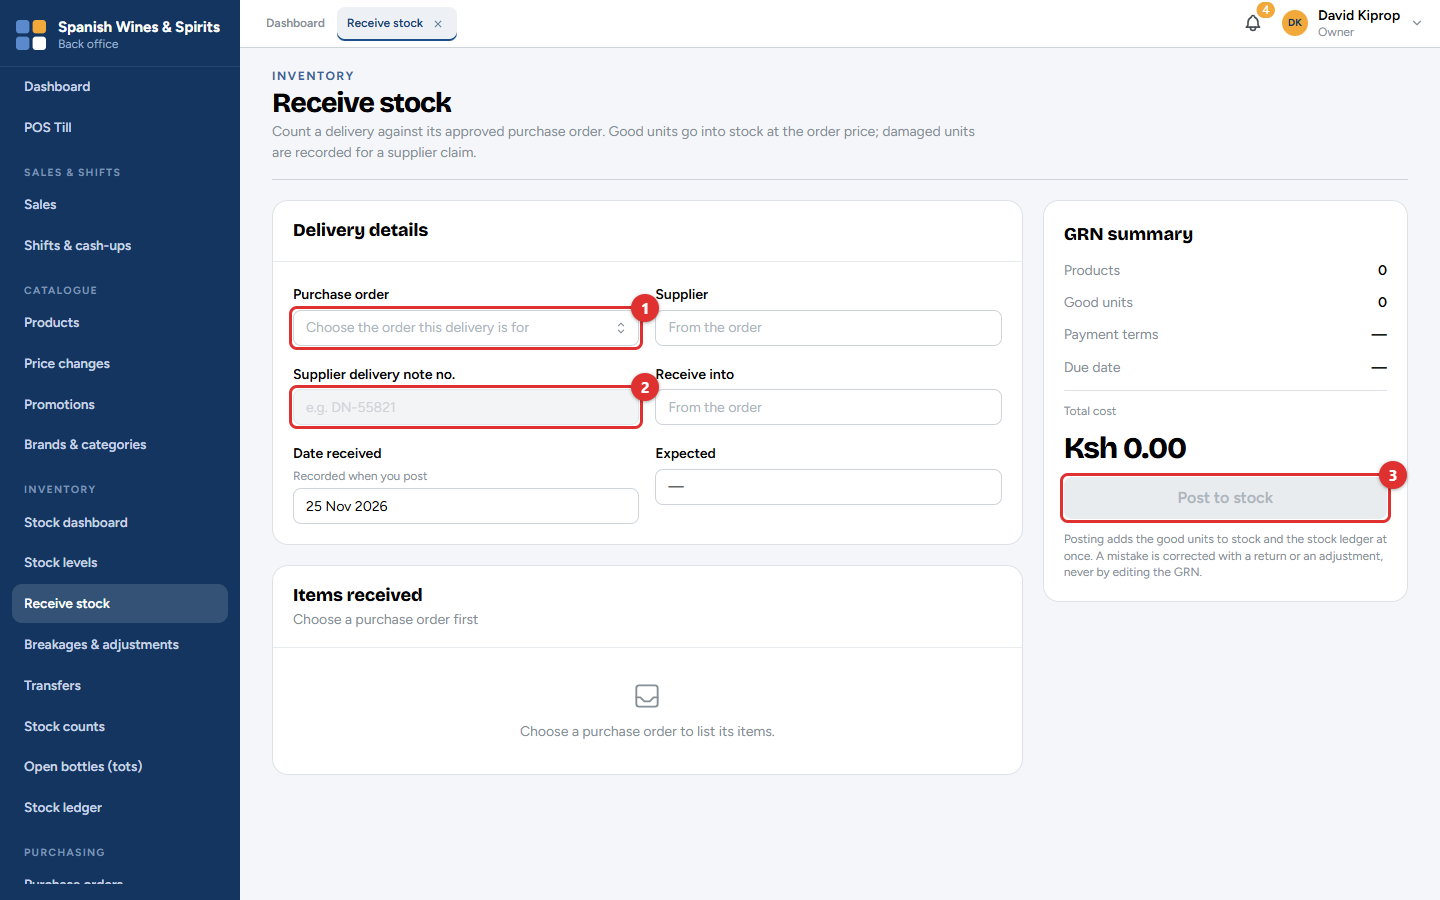 Spanish Wines & Spirits
Back office
Dashboard
POS Till
SALES & SHIFTS
Sales
Shifts & cash-ups
CATALOGUE
Products
Price changes
Promotions
Brands & categories
INVENTORY
Stock dashboard
Stock levels
Receive stock
Breakages & adjustments
Transfers
Stock counts
Open bottles (tots)
Stock ledger
PURCHASING
Purchase orders
Dashboard
Receive stock
4
DK
David Kiprop
Owner
INVENTORY
Receive stock
Count a delivery against its approved purchase order. Good units go into stock at the order price; damaged units
are recorded for a supplier claim.
Delivery details
Purchase order
Choose the order this delivery is for
1
Supplier
From the order
Supplier delivery note no.
e.g. DN-55821
2
Receive into
From the order
Date received
Recorded when you post
25 Nov 2026
Expected
—
Items received
Choose a purchase order first
Choose a purchase order to list its items.
GRN summary
Products 0
Good units 0
Payment terms —
Due date —
Total cost
Ksh 0.00
3
Post to stock
Posting adds the good units to stock and the stock ledger at
once. A mistake is corrected with a return or an adjustment,
never by editing the GRN.